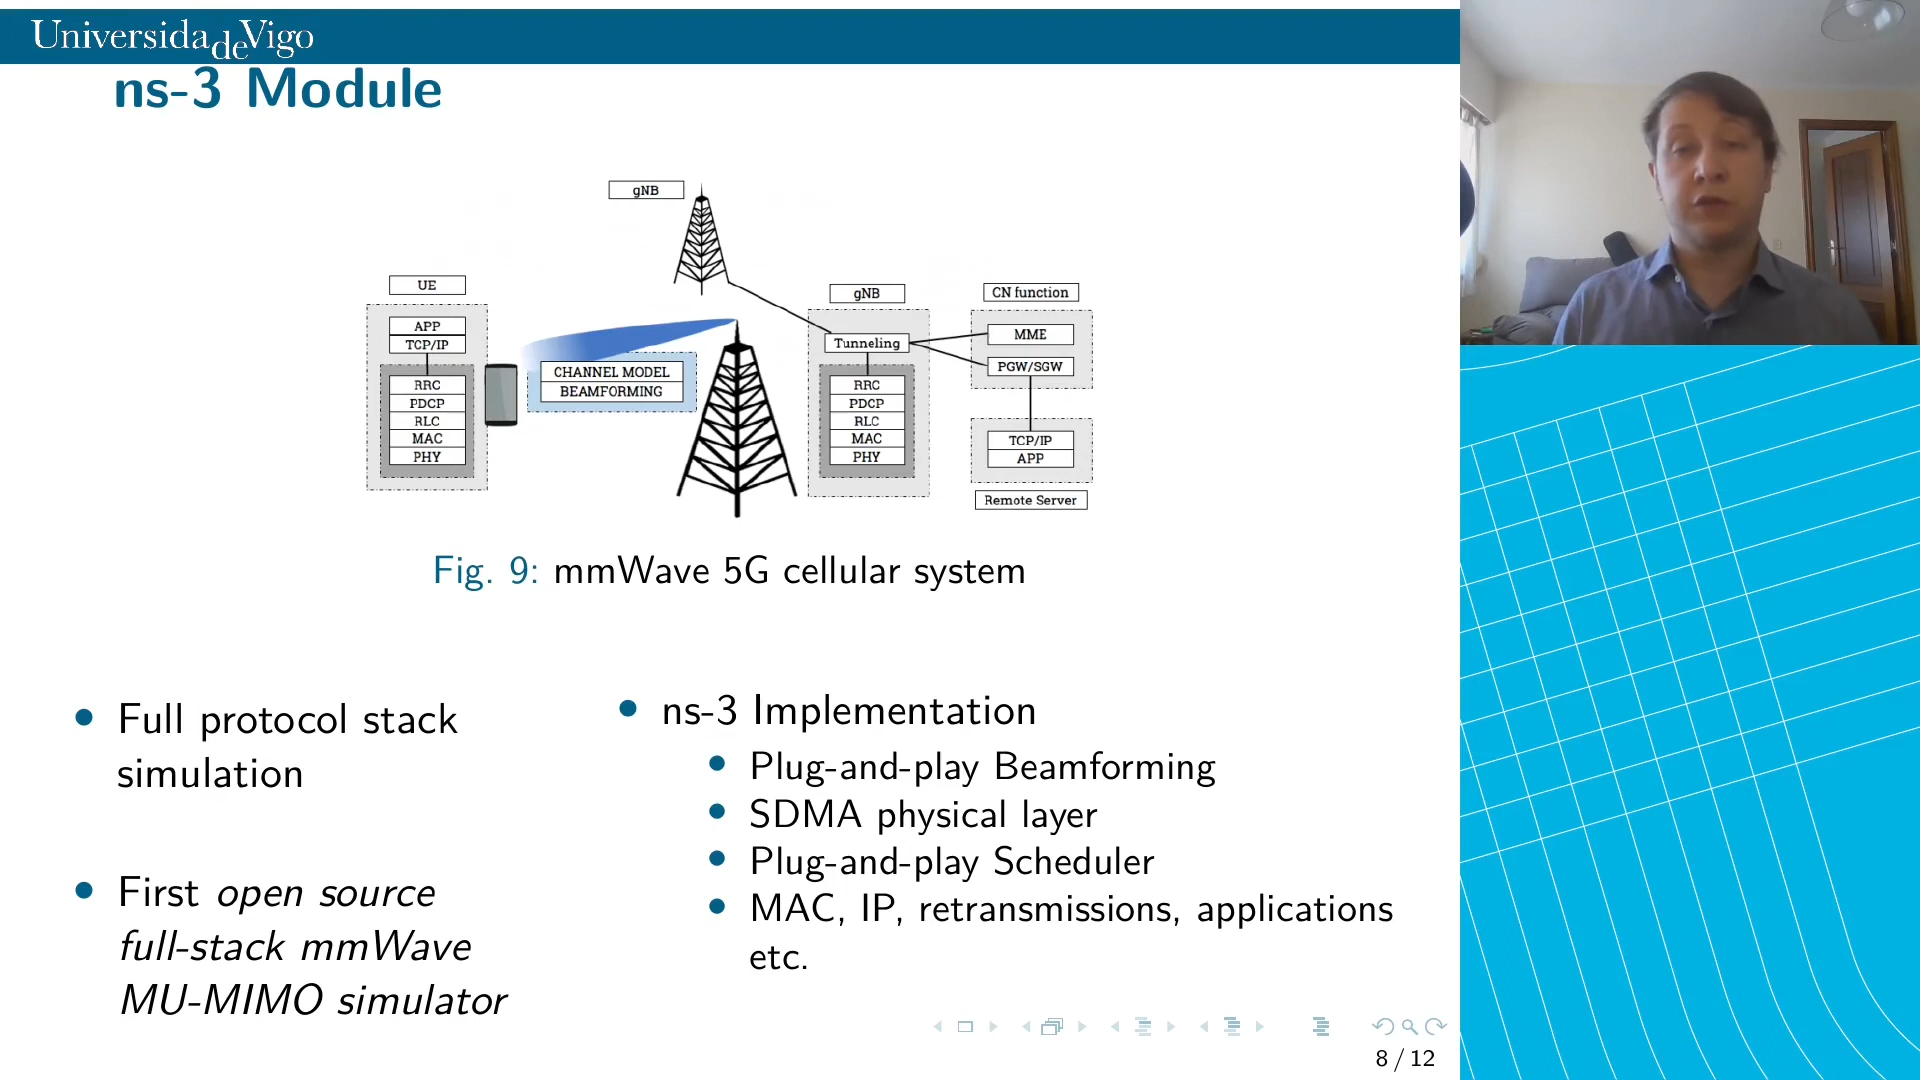 Universidade Vigo
ns-3 Module
gNB
UE
APP
TCP/IP
RRC
PDCP
RLC
MAC
PHY
CHANNEL MODEL
BEAMFORMING
gNB
Tunneling
RRC
PDCP
RLC
MAC
PHY
CN function
MME
PGW/SGW
TCP/IP
APP
Remote Server
Fig. 9: mmWave 5G cellular system
• Full protocol stack
simulation
• First open source
full-stack mmWave
MU-MIMO simulator
• ns-3 Implementation
• Plug-and-play Beamforming
• SDMA physical layer
• Plug-and-play Scheduler
• MAC, IP, retransmissions, applications
etc.
8 / 12